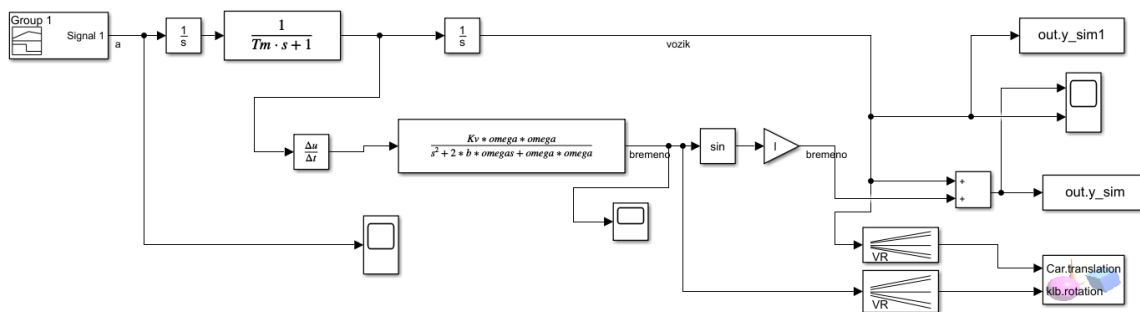 Group 1
Signal 1
a
1
s
1
Tm · s + 1
1
s
vozik
out.y_sim1
Δu
Δt
Kv * omega * omega
s² + 2 * b * omegas + omega * omega
bremeno
sin
l
bremeno
+
+
out.y_sim
VR
VR
Car.translation
klb.rotation